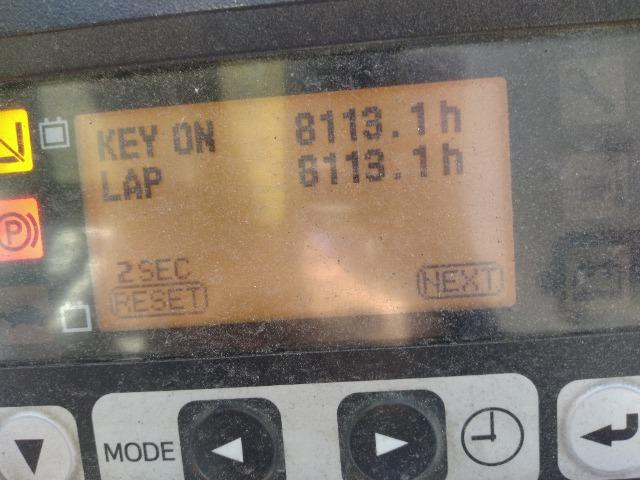 KEY ON 8113.1h
LAP 8113.1h
2SEC
RESET NEXT
P
MODE